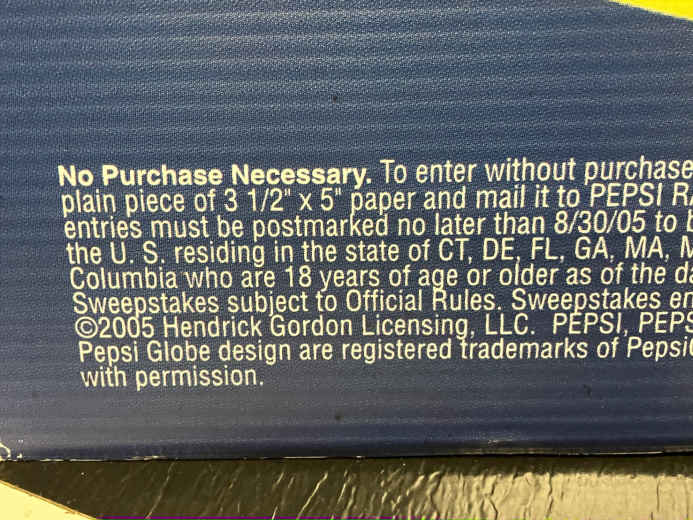 No Purchase Necessary. To enter without purchase
plain piece of 3 1/2" x 5" paper and mail it to PEPSI
entries must be postmarked no later than 8/30/05 to
the U. S. residing in the state of CT, DE, FL, GA, MA,
Columbia who are 18 years of age or older as of the
Sweepstakes subject to Official Rules. Sweepstakes
©2005 Hendrick Gordon Licensing, LLC. PEPSI,
Pepsi Globe design are registered trademarks of
with permission.